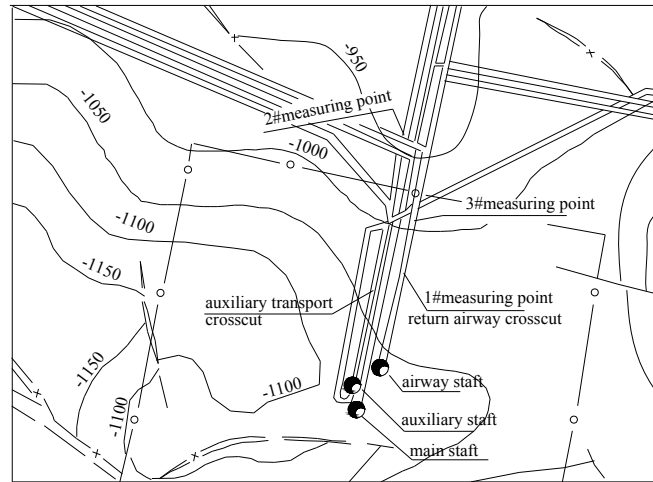 -950
-1050
2#measuring point
-1000
3#measuring point
-1100
-1150
auxiliary transport
crosscut
1#measuring point
return airway crosscut
-1150
-1100
-1100
airway staft
auxiliary staft
main staft